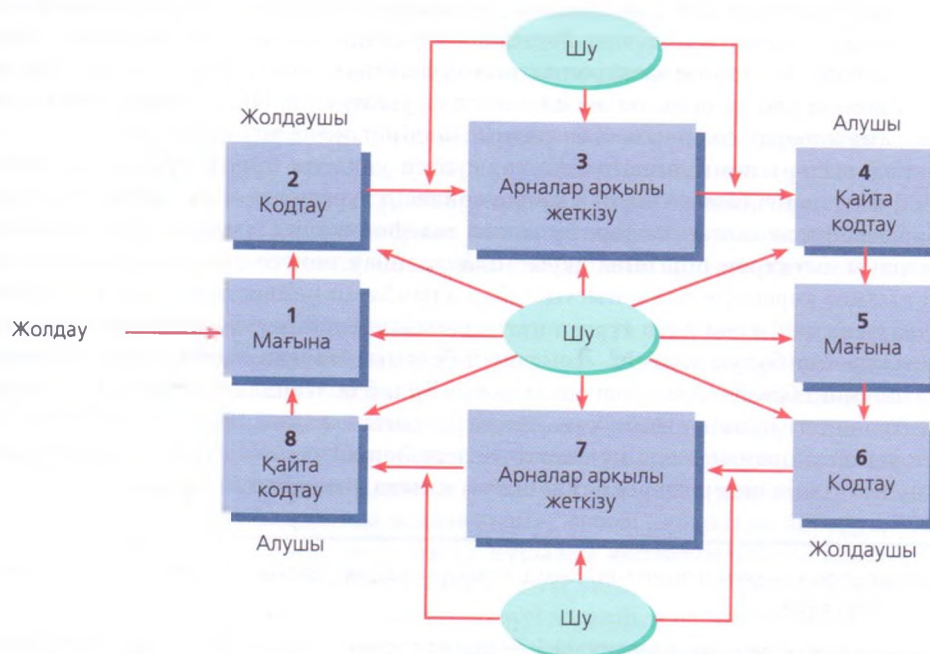 Шу
Жолдаушы
Алушы
2
Кодтау
3
Арналар арқылы
жеткізу
4
Қайта
кодтау
Жолдау
1
Мағына
Шу
5
Мағына
8
Қайта
кодтау
7
Арналар арқылы
жеткізу
6
Кодтау
Алушы
Жолдаушы
Шу